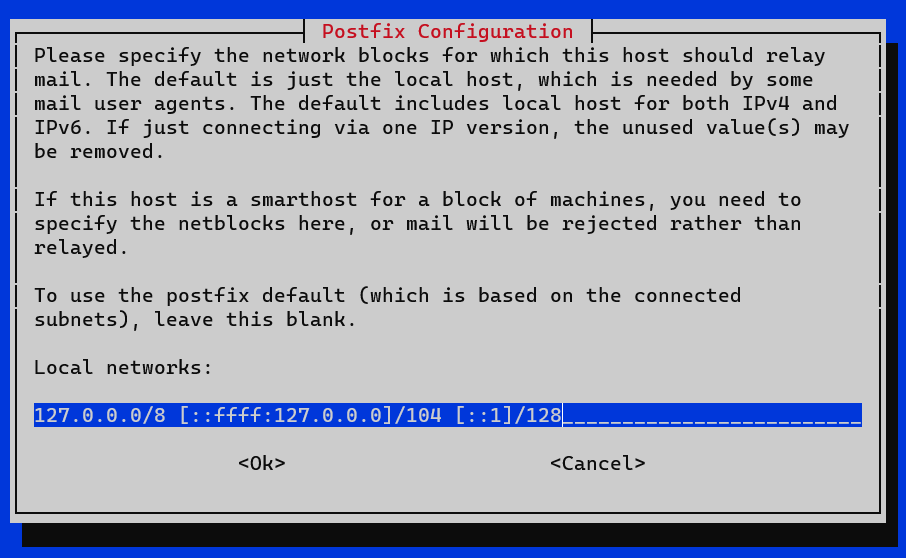 Postfix Configuration
Please specify the network blocks for which this host should relay
mail. The default is just the local host, which is needed by some
mail user agents. The default includes local host for both IPv4 and
IPv6. If just connecting via one IP version, the unused value(s) may
be removed.
If this host is a smarthost for a block of machines, you need to
specify the netblocks here, or mail will be rejected rather than
relayed.
To use the postfix default (which is based on the connected
subnets), leave this blank.
Local networks:
127.0.0.0/8 [::ffff:127.0.0.0]/104 [::1]/128_________________________
<Ok> <Cancel>